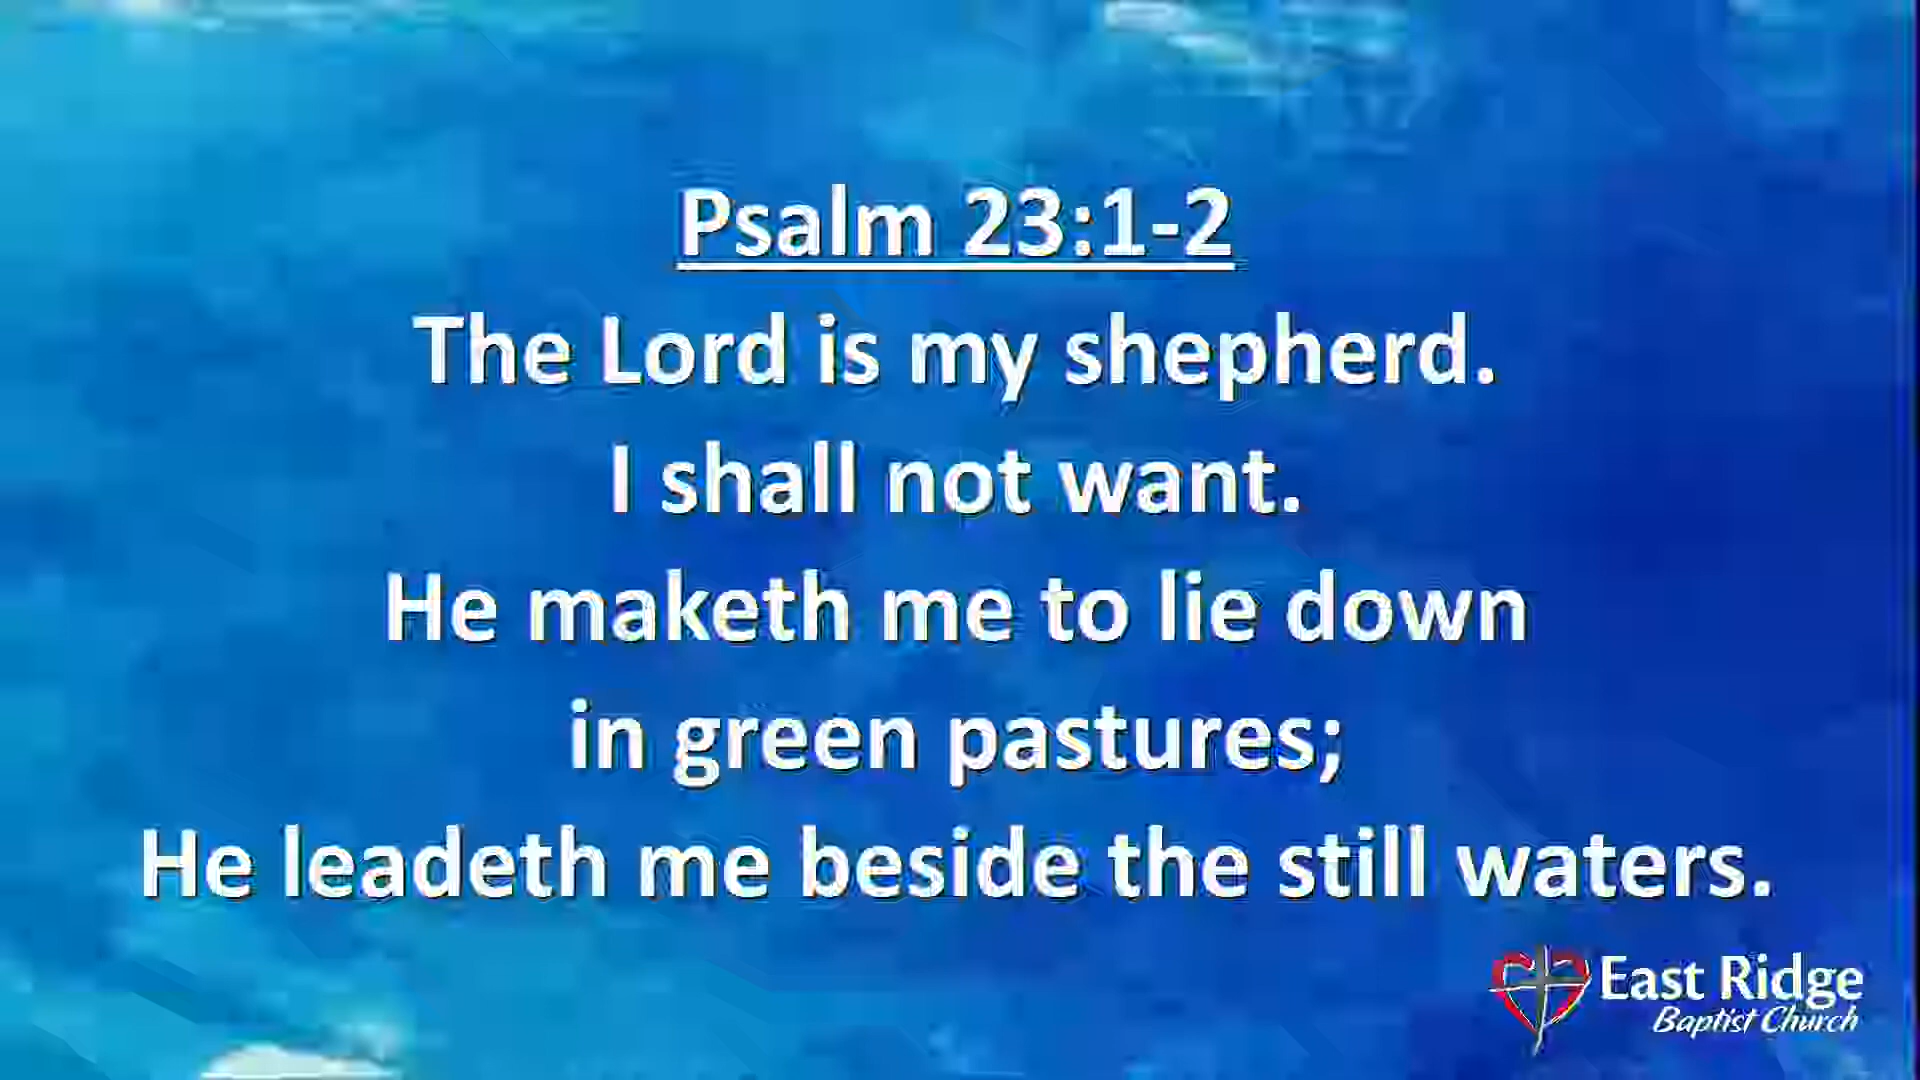 Psalm 23:1-2
The Lord is my shepherd.
I shall not want.
He maketh me to lie down
in green pastures;
He leadeth me beside the still waters.
East Ridge
Baptist Church